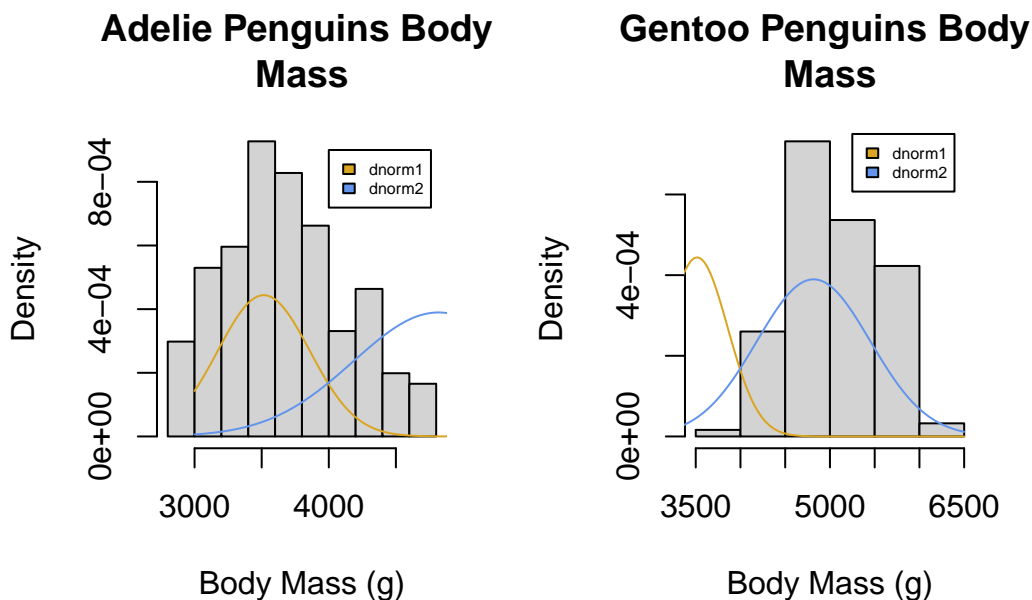 Adelie Penguins Body
Mass
8e−04
4e−04
0e+00
Density
dnorm1
dnorm2
3000
4000
Body Mass (g)
Gentoo Penguins Body
Mass
4e−04
0e+00
Density
dnorm1
dnorm2
3500
5000
6500
Body Mass (g)